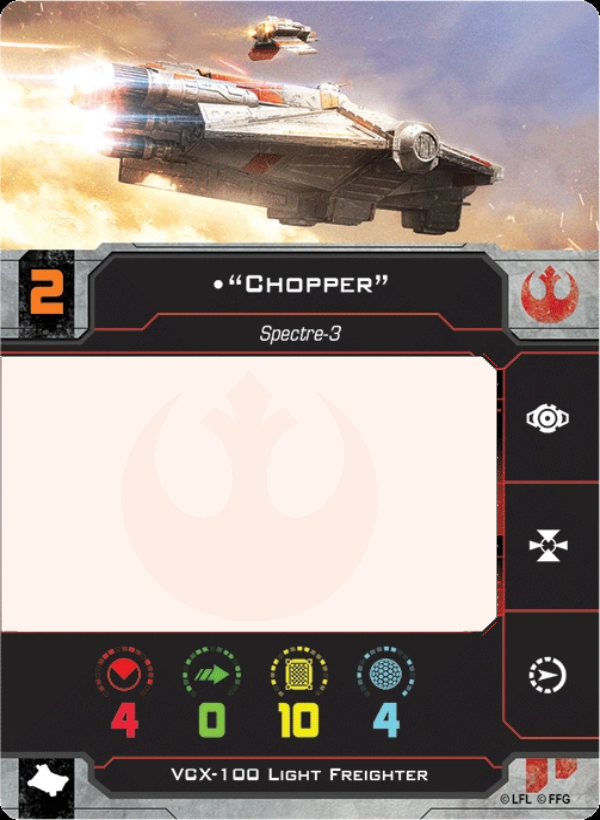 2
•“Chopper”
Spectre-3
4 0 10 4
VCX-100 Light Freighter
©LFL ©FFG